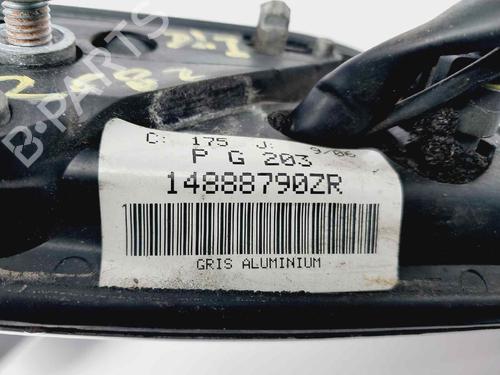 B-PARTS
C: 175 J: 9/06
P G 203
14888790ZR
GRIS ALUMINIUM